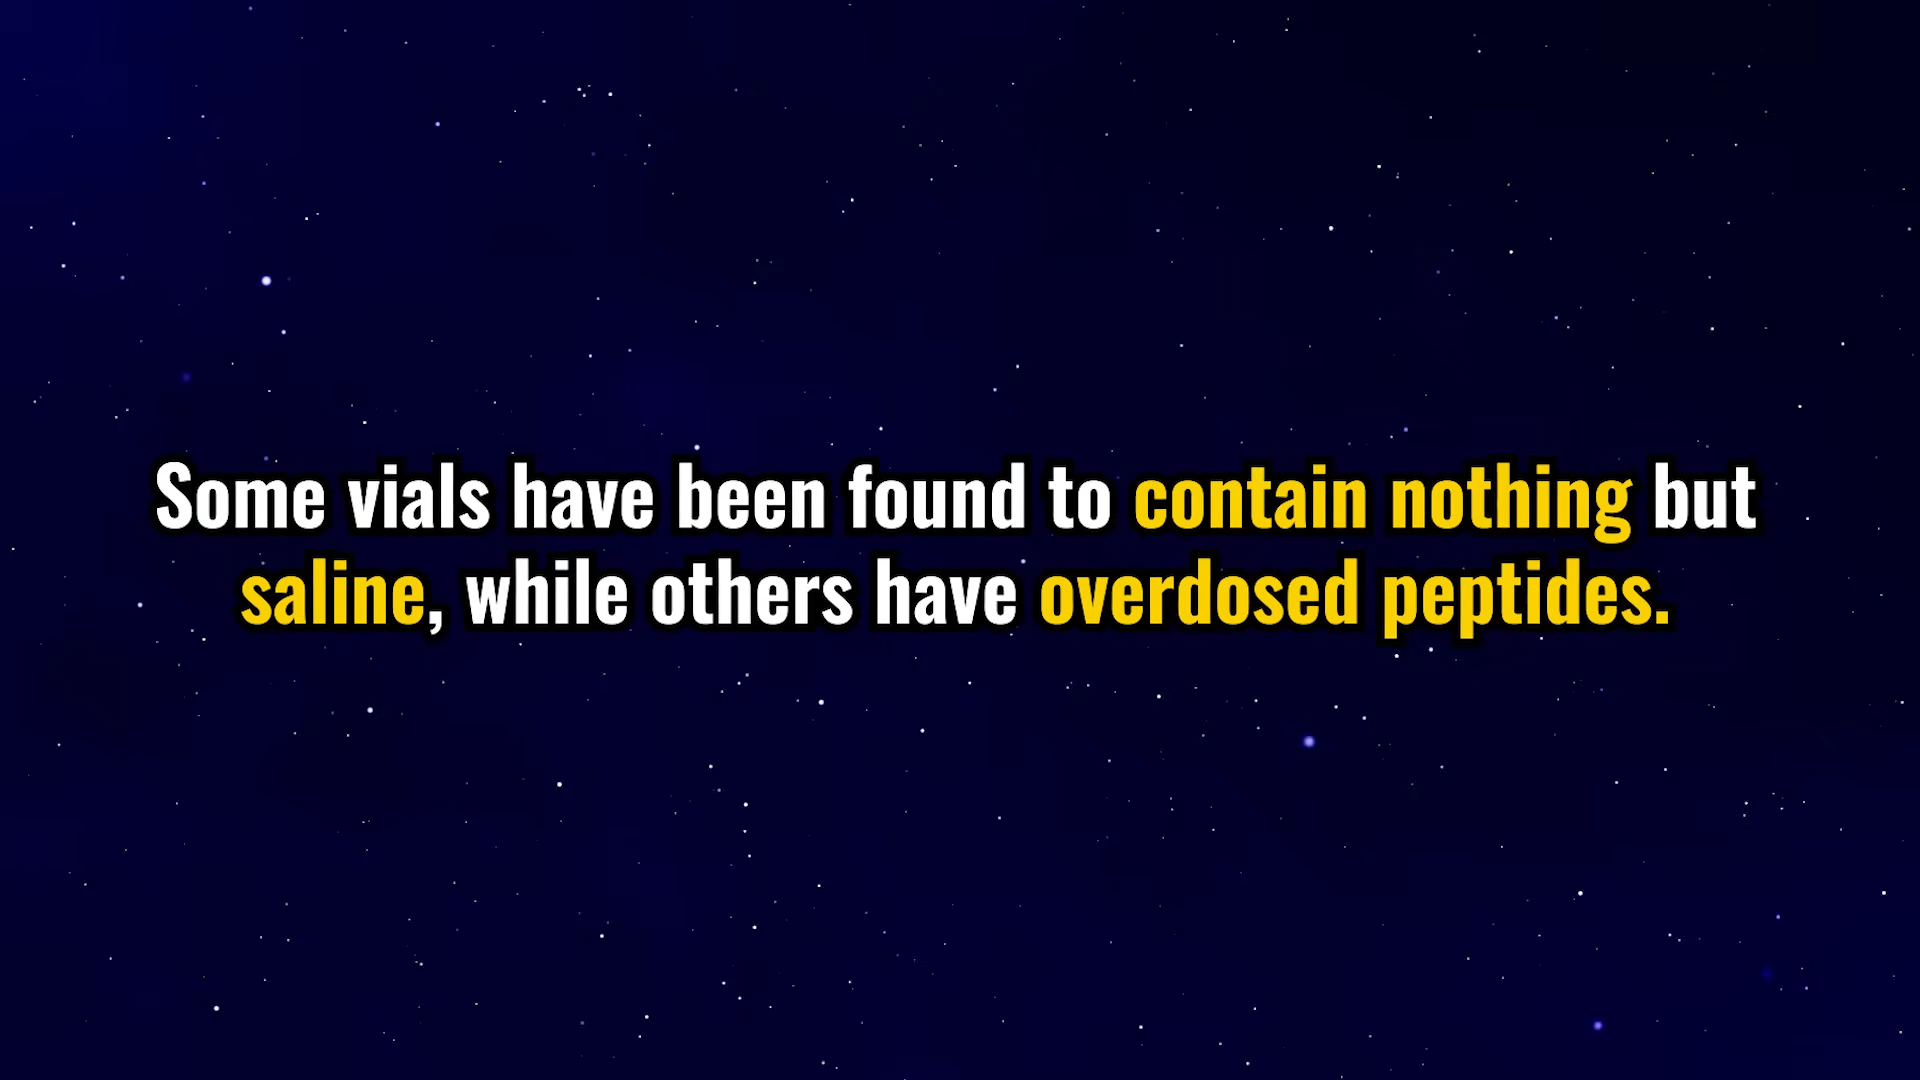 Some vials have been found to contain nothing but
saline, while others have overdosed peptides.